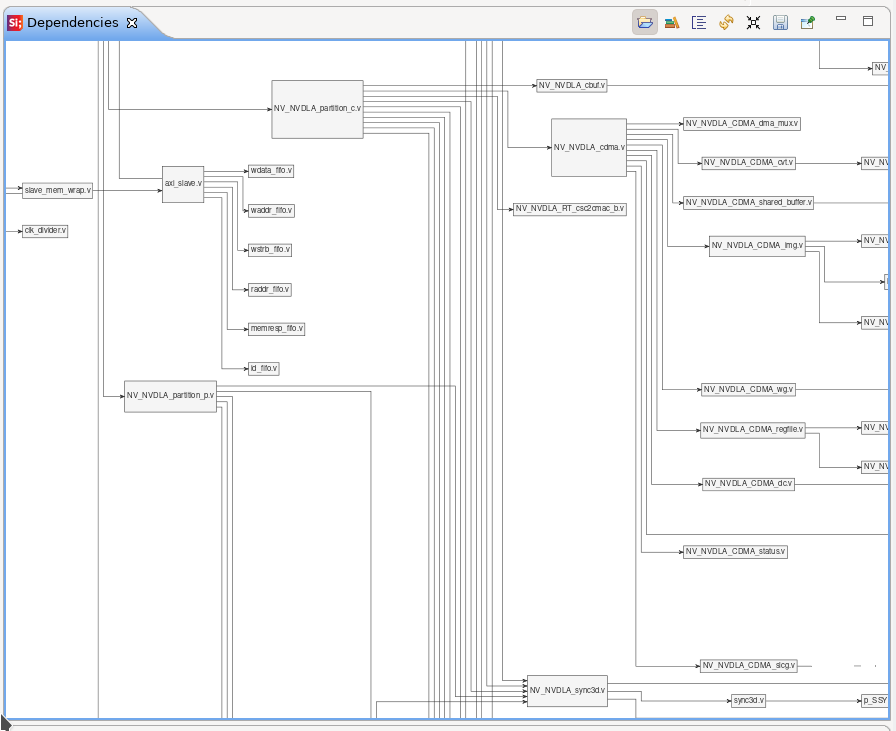 Si; Dependencies
NV_
NV_NVDLA_cbuf.v
NV_NVDLA_partition_c.v
NV_NVDLA_CDMA_dma_mux.v
NV_NVDLA_cdma.v
NV_NVDLA_CDMA_cvt.v
NV_NV
wdata_fifo.v
axi_slave.v
slave_mem_wrap.v
NV_NVDLA_CDMA_shared_buffer.v
waddr_fifo.v
NV_NVDLA_RT_csc2cmac_b.v
clk_divider.v
NV_NV
NV_NVDLA_CDMA_img.v
wstrb_fifo.v
raddr_fifo.v
NV_NV
memresp_fifo.v
id_fifo.v
NV_NVDLA_CDMA_wg.v
NV_NVDLA_partition_p.v
NV_NV
NV_NVDLA_CDMA_regfile.v
NV_NV
NV_NVDLA_CDMA_dc.v
NV_NVDLA_CDMA_status.v
NV_NVDLA_CDMA_slcg.v
NV_NVDLA_sync3d.v
sync3d.v
p_SSY